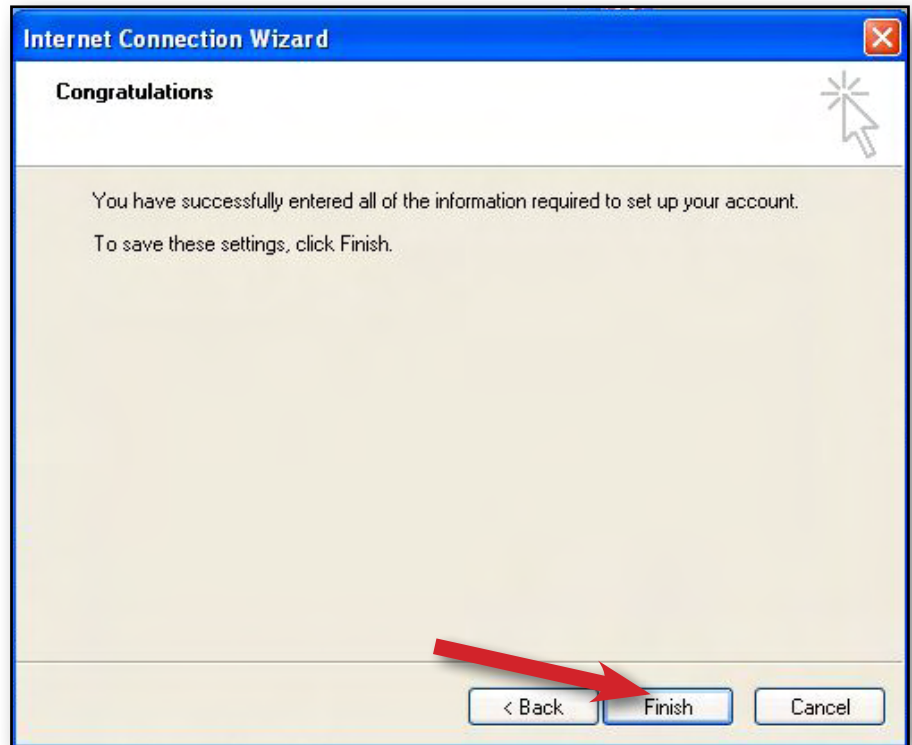 Internet Connection Wizard
Congratulations
You have successfully entered all of the information required to set up your account.
To save these settings, click Finish.
< Back
Finish
Cancel